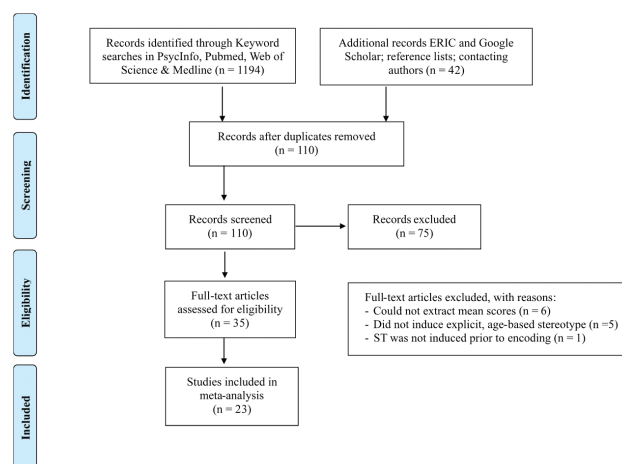 Identification
Records identified through Keyword
searches in PsycInfo, Pubmed, Web of
Science & Medline (n = 1194)
Additional records ERIC and Google
Scholar; reference lists; contacting
authors (n = 42)
Records after duplicates removed
(n = 110)
Screening
Records screened
(n = 110)
Records excluded
(n = 75)
Eligibility
Full-text articles
assessed for eligibility
(n = 35)
Full-text articles excluded, with reasons:
- Could not extract mean scores (n = 6)
- Did not induce explicit, age-based stereotype (n =5)
- ST was not induced prior to encoding (n = 1)
Included
Studies included in
meta-analysis
(n = 23)